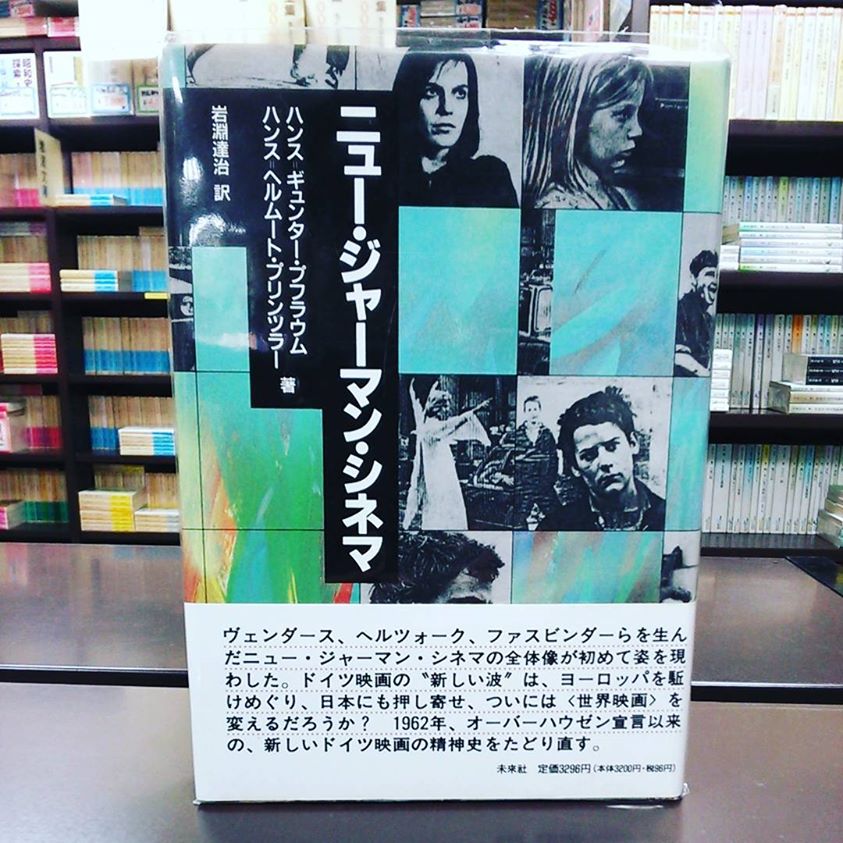 ニュー・ジャーマン・シネマ
ハンス=ギュンター・プフラウム
ハンス=ヘルムート・プリンツラー 著
岩淵達治 訳
ヴェンダース、ヘルツォーク、ファスビンダーらを生ん
だニュー・ジャーマン・シネマの全体像が初めて姿を現
わした。ドイツ映画の〝新しい波〟は、ヨーロッパを駈
けめぐり、日本にも押し寄せ、ついには〈世界映画〉を
変えるだろうか? 1962年、オーバーハウゼン宣言以来
の、新しいドイツ映画の精神史をたどり直す。
未来社 定価3296円(本体3200円・税96円)